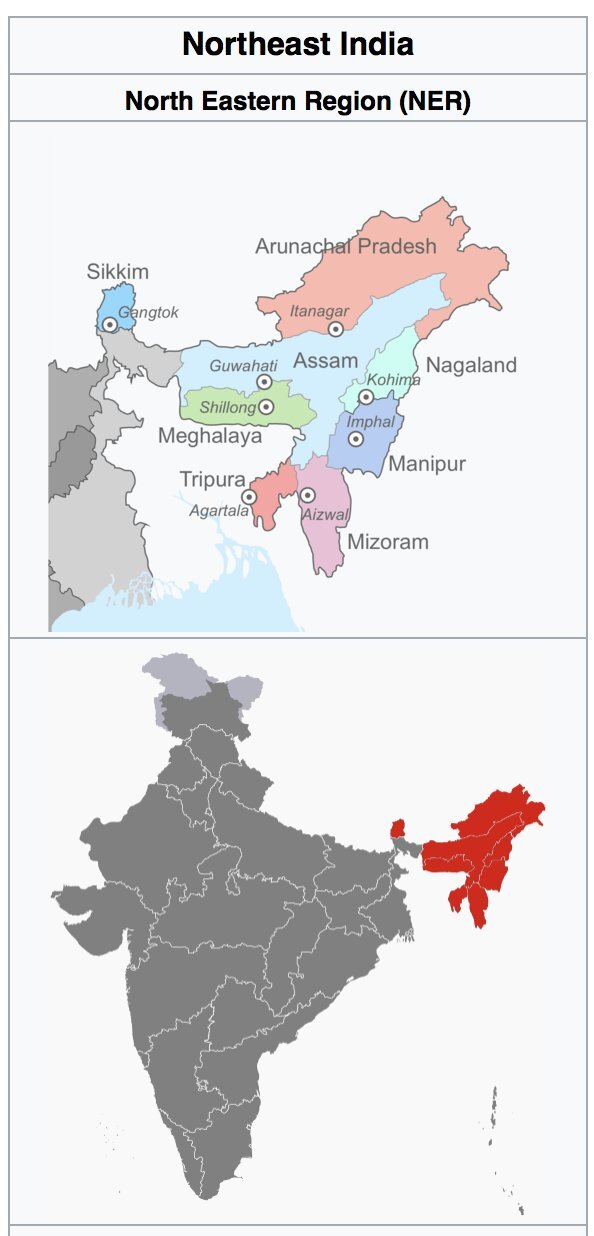 Northeast India
North Eastern Region (NER)
Arunachal Pradesh
Sikkim
Gangtok
Itanagar
Guwahati
Assam
Nagaland
Kohima
Shillong
Imphal
Meghalaya
Manipur
Tripura
Agartala
Aizwal
Mizoram